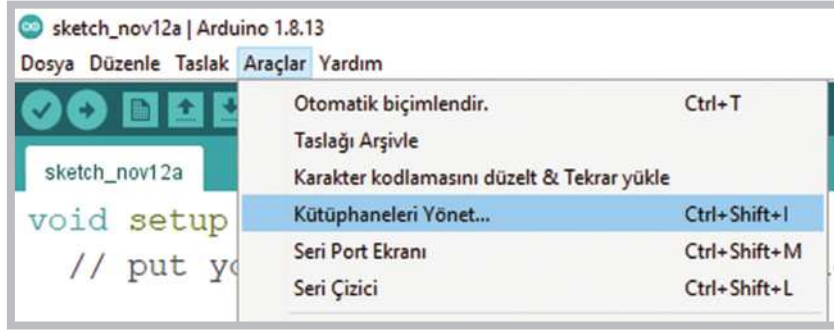 sketch_nov12a | Arduino 1.8.13
Dosya Düzenle Taslak Araçlar Yardım
Otomatik biçimlendir. Ctrl+T
Taslağı Arşivle
sketch_nov12a
Karakter kodlamasını düzelt & Tekrar yükle
Kütüphaneleri Yönet... Ctrl+Shift+I
void setup
Seri Port Ekranı Ctrl+Shift+M
// put yo
Seri Çizici Ctrl+Shift+L